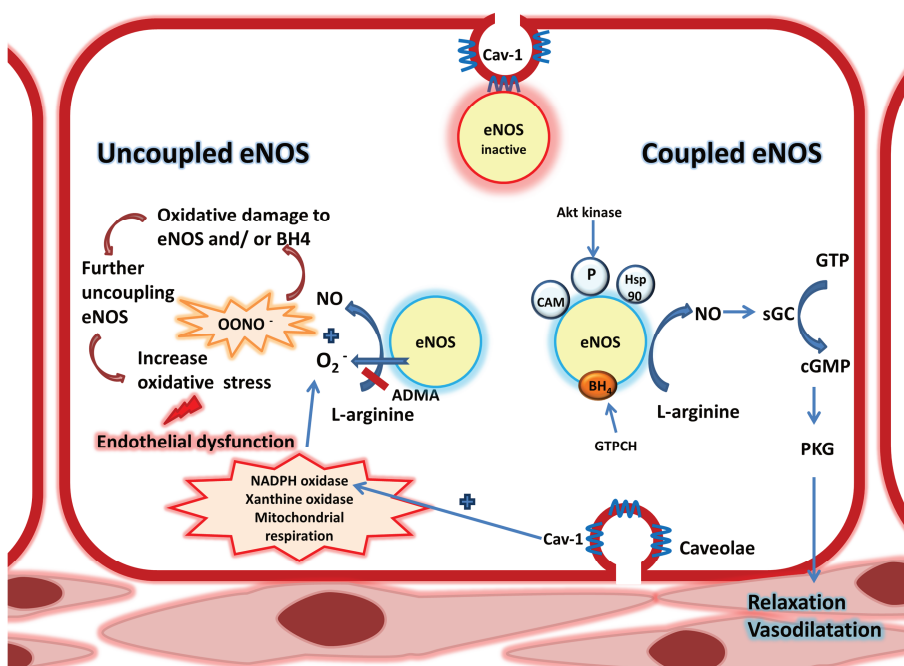 Cav-1
eNOS
inactive
Uncoupled eNOS
Coupled eNOS
Oxidative damage to
eNOS and/ or BH4
Further
uncoupling
eNOS
OONO -
Increase
oxidative stress
Endothelial dysfunction
NO
+
O2 -
eNOS
ADMA
L-arginine
NADPH oxidase
Xanthine oxidase
Mitochondrial
respiration
+
Cav-1
Caveolae
Akt kinase
P
CAM
Hsp
90
eNOS
BH4
GTPCH
NO
L-arginine
sGC
GTP
cGMP
PKG
Relaxation
Vasodilatation